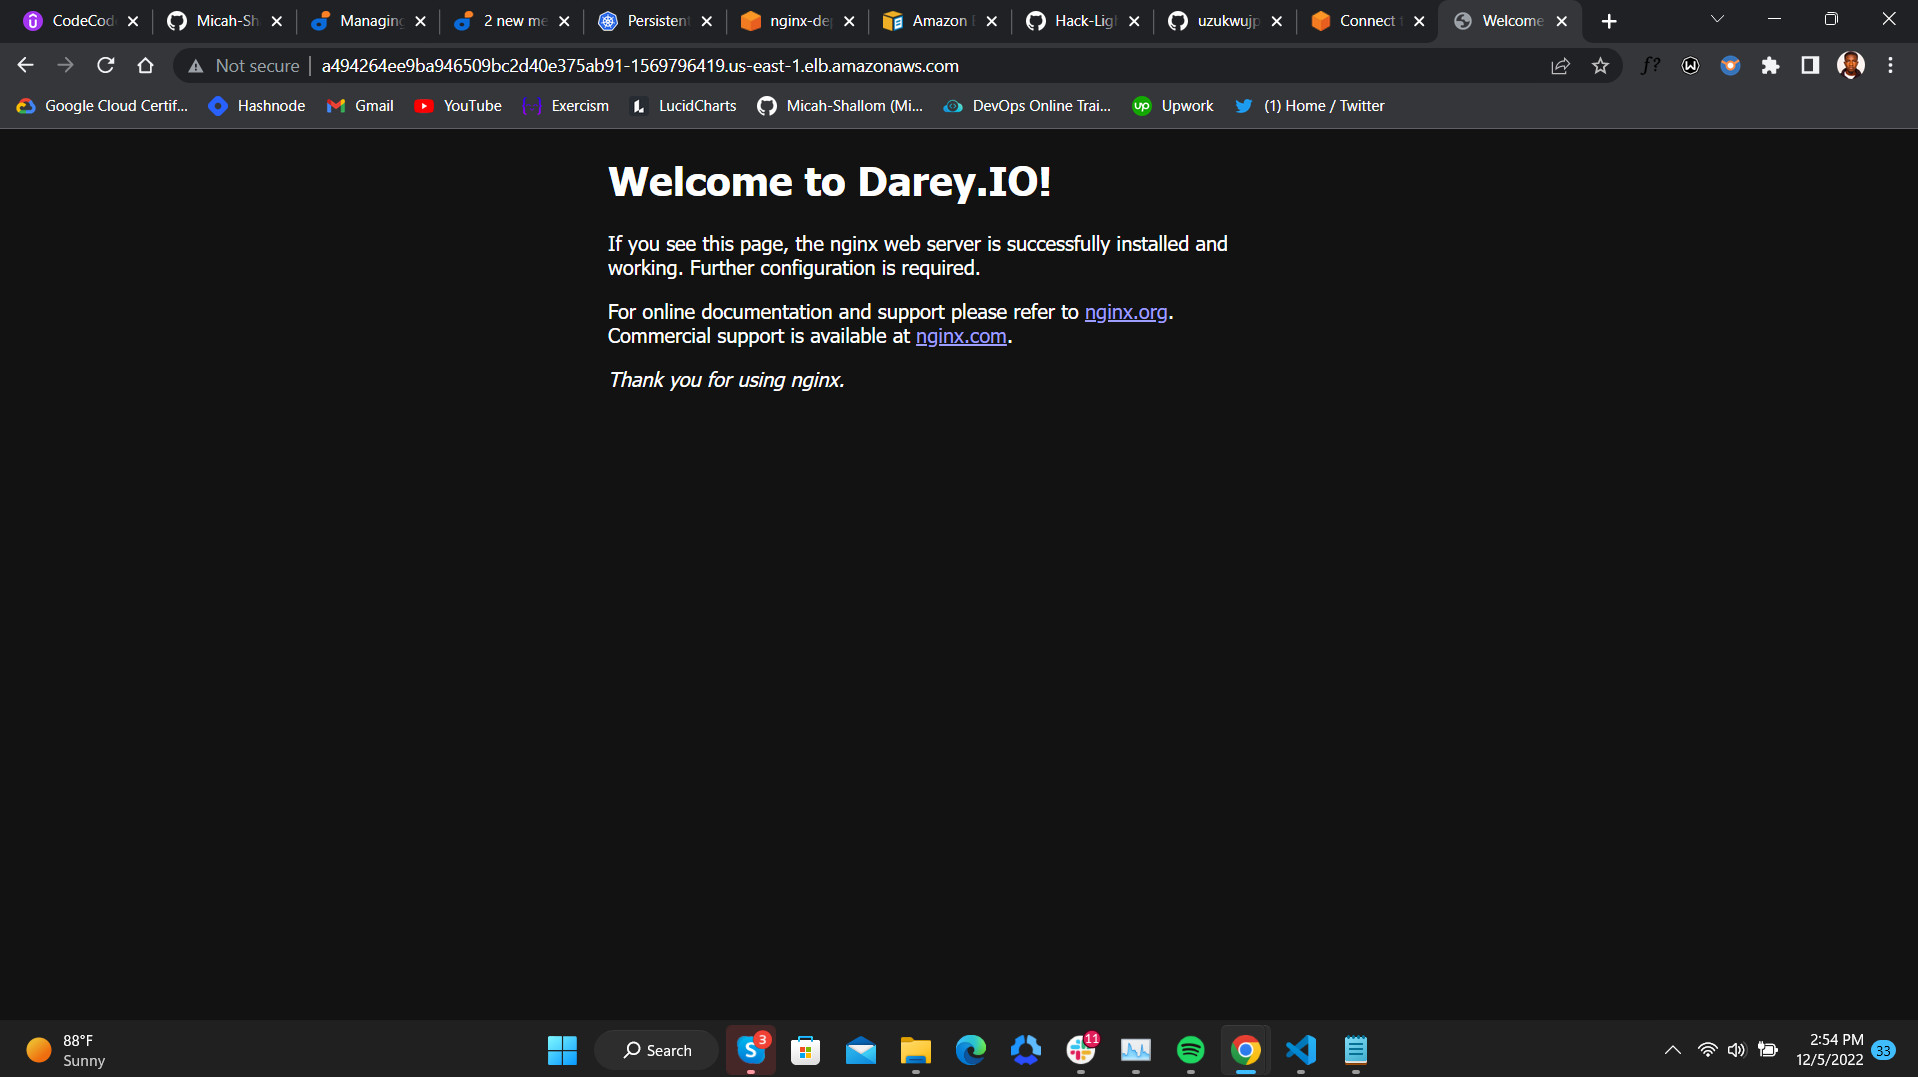 CodeCod
Micah-Sh
Managing
2 new me
Persistent
nginx-dep
Amazon E
Hack-Ligh
uzukwujp
Connect t
Welcome
Not secure
a494264ee9ba946509bc2d40e375ab91-1569796419.us-east-1.elb.amazonaws.com
f?
Google Cloud Certif...
Hashnode
Gmail
YouTube
Exercism
LucidCharts
Micah-Shallom (Mi...
DevOps Online Trai...
up
Upwork
(1) Home / Twitter
Welcome to Darey.IO!
If you see this page, the nginx web server is successfully installed and
working. Further configuration is required.
For online documentation and support please refer to nginx.org.
Commercial support is available at nginx.com.
Thank you for using nginx.
88°F
Sunny
Search
3
11
2:54 PM
12/5/2022
33